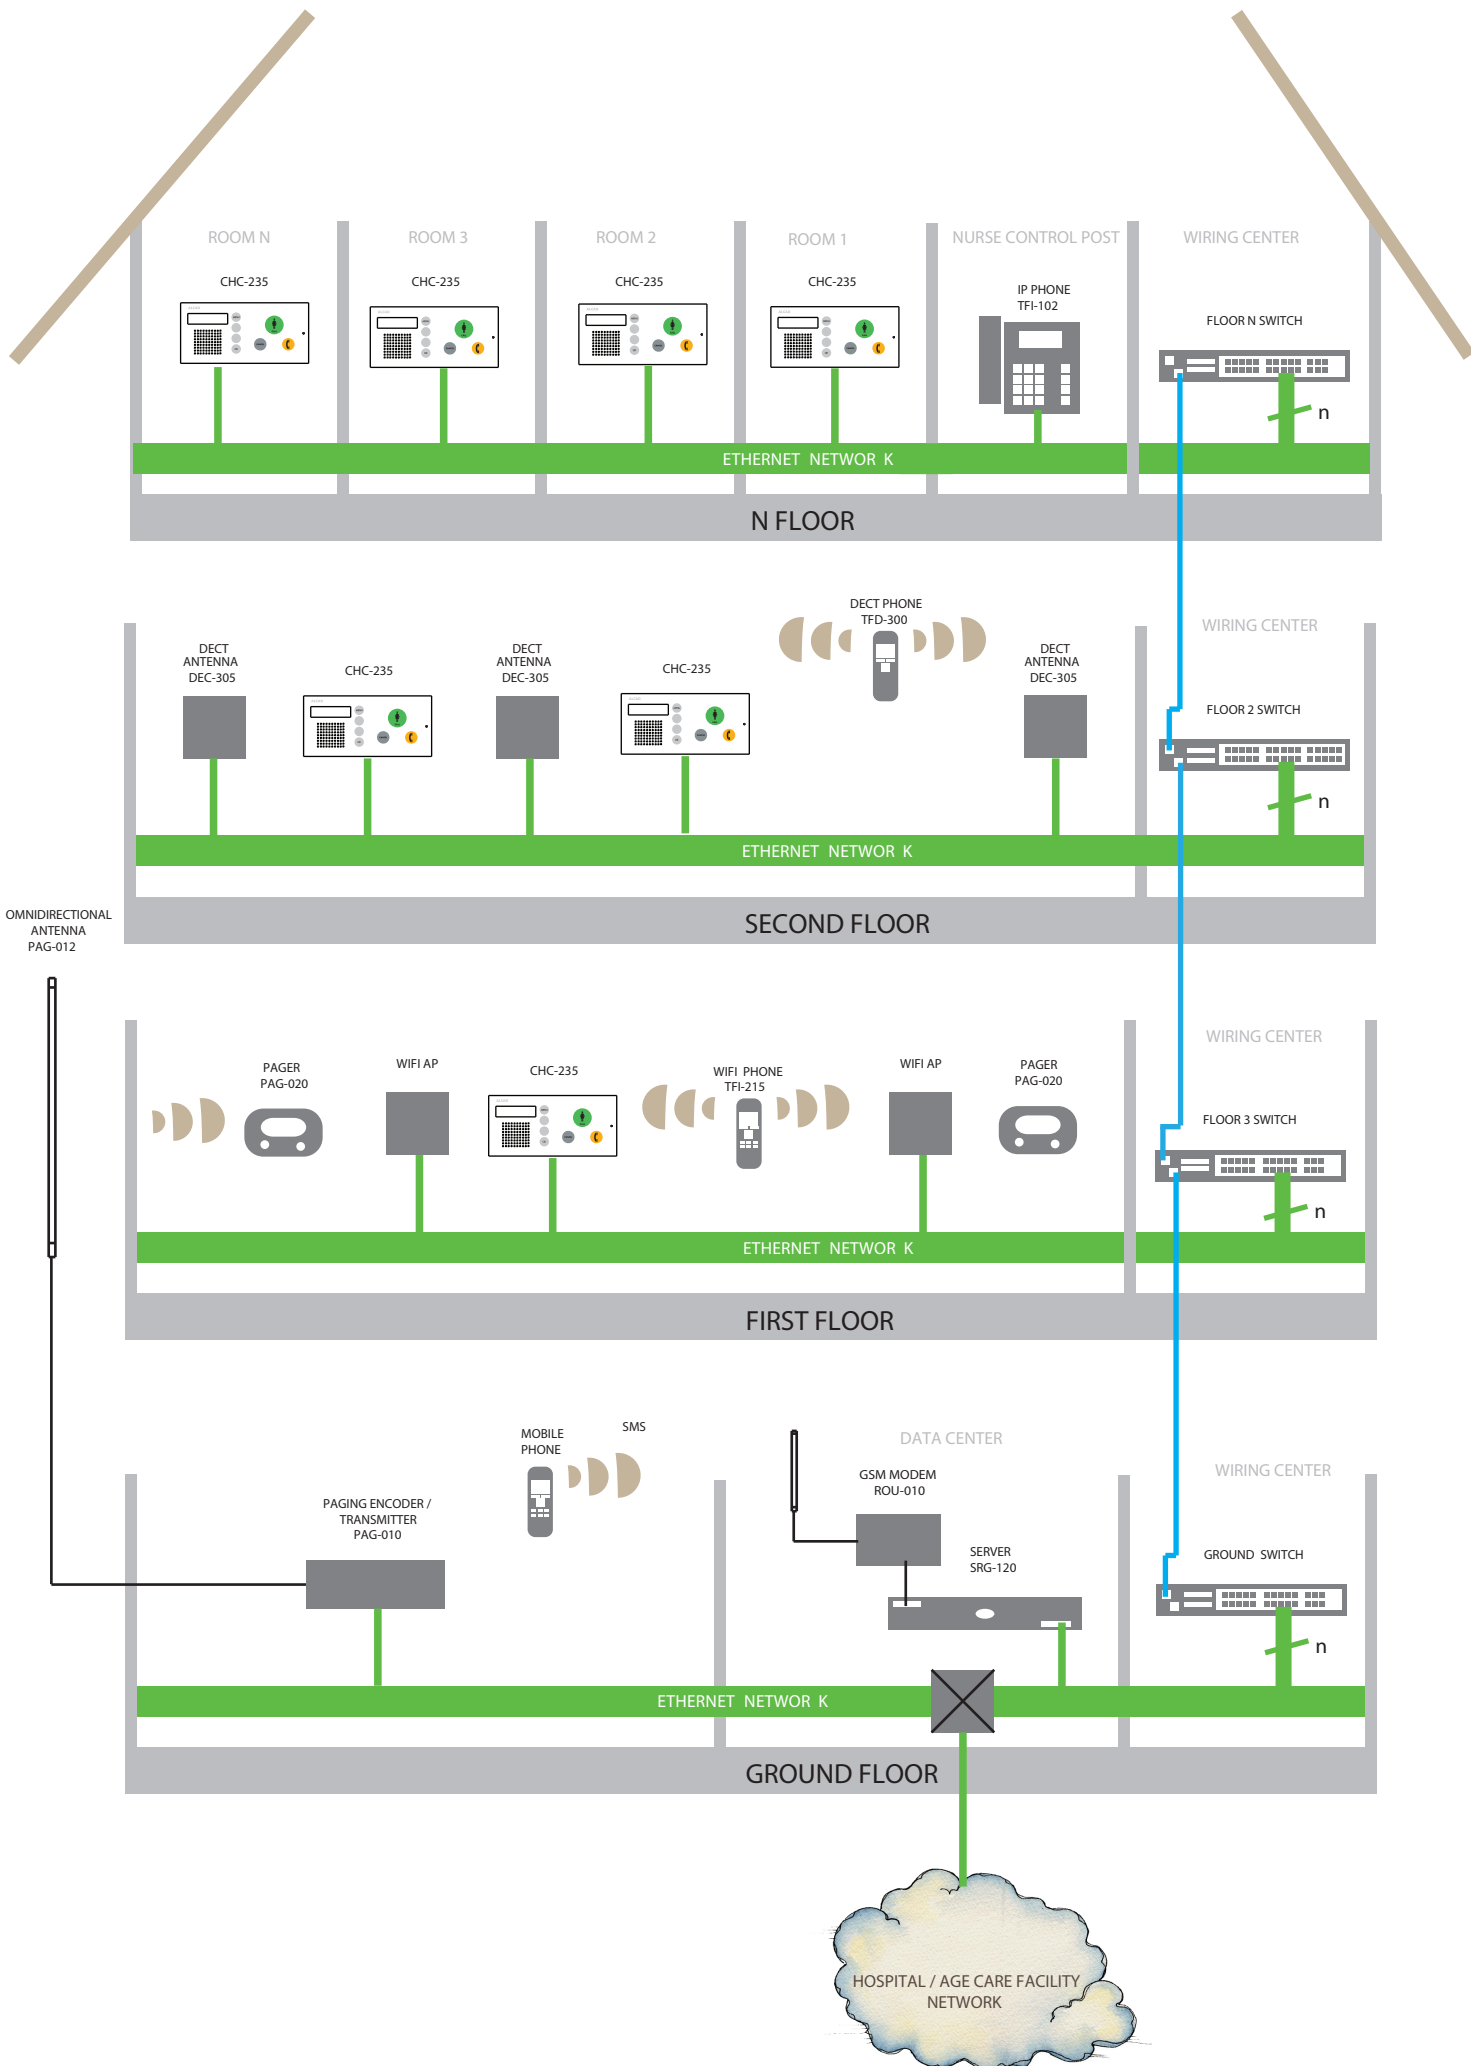 ROOM N
ROOM 3
ROOM 2
ROOM 1
NURSE CONTROL POST
WIRING CENTER
CHC-235
CHC-235
CHC-235
CHC-235
IP PHONE
TFI-102
FLOOR N SWITCH
n
ETHERNET NETWOR K
N FLOOR
DECT PHONE
TFD-300
WIRING CENTER
DECT
ANTENNA
DEC-305
CHC-235
DECT
ANTENNA
DEC-305
CHC-235
DECT
ANTENNA
DEC-305
FLOOR 2 SWITCH
n
ETHERNET NETWOR K
SECOND FLOOR
OMNIDIRECTIONAL
ANTENNA
PAG-012
WIRING CENTER
PAGER
PAG-020
WIFI AP
CHC-235
WIFI PHONE
TFI-215
WIFI AP
PAGER
PAG-020
FLOOR 3 SWITCH
n
ETHERNET NETWOR K
FIRST FLOOR
MOBILE
PHONE
SMS
DATA CENTER
WIRING CENTER
PAGING ENCODER /
TRANSMITTER
PAG-010
GSM MODEM
ROU-010
SERVER
SRG-120
GROUND SWITCH
n
ETHERNET NETWOR K
GROUND FLOOR
HOSPITAL / AGE CARE FACILITY
NETWORK